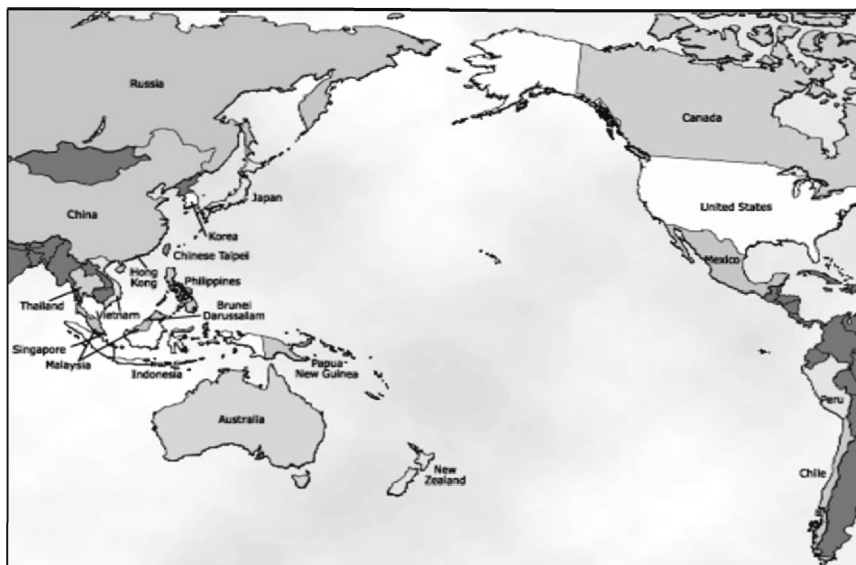 Russia
Canada
China
Japan
United States
Korea
Chinese Taipei
Mexico
Hong
Kong
Philippines
Thailand
Vietnam
Brunei
Darussalam
Singapore
Malaysia
Indonesia
Papua
New Guinea
Peru
Australia
Chile
New
Zealand